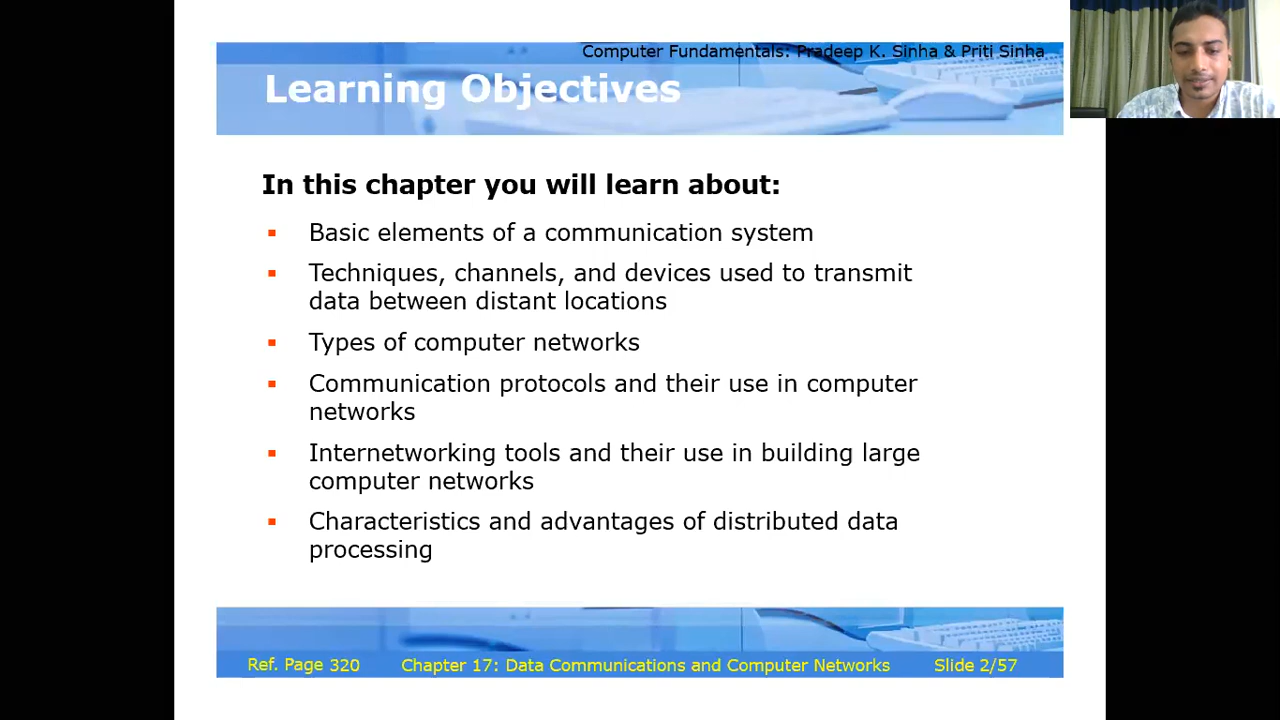 Computer Fundamentals: Pradeep K. Sinha & Priti Sinha
Learning Objectives
In this chapter you will learn about:
▪ Basic elements of a communication system
▪ Techniques, channels, and devices used to transmit
data between distant locations
▪ Types of computer networks
▪ Communication protocols and their use in computer
networks
▪ Internetworking tools and their use in building large
computer networks
▪ Characteristics and advantages of distributed data
processing
Ref. Page 320 Chapter 17: Data Communications and Computer Networks Slide 2/57